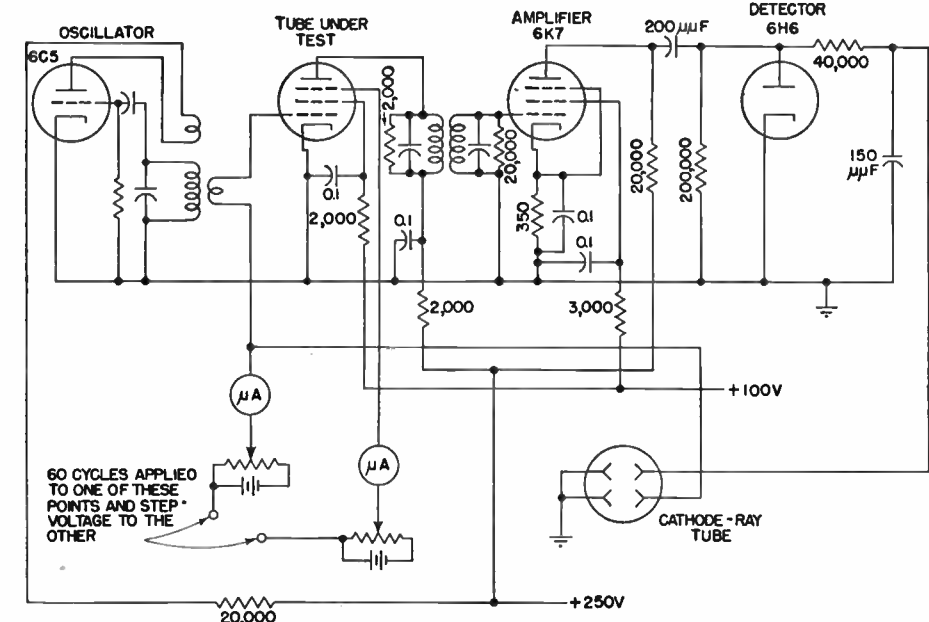 OSCILLATOR
6C5
TUBE UNDER
TEST
AMPLIFIER
6K7
200μμF
DETECTOR
6H6
40,000
2,000
20,000
20,000
200,000
150
μμF
0.1
2,000
0.1
350
0.1
0.1
2,000
3,000
μA
+100V
μA
60 CYCLES APPLIED
TO ONE OF THESE
POINTS AND STEP
VOLTAGE TO THE
OTHER
CATHODE-RAY
TUBE
20,000
+250V